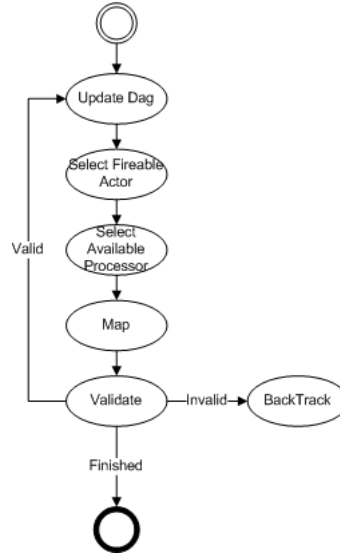 Update Dag
Select Fireable
Actor
Select
Available
Processor
Valid
Map
Validate
Invalid
BackTrack
Finished